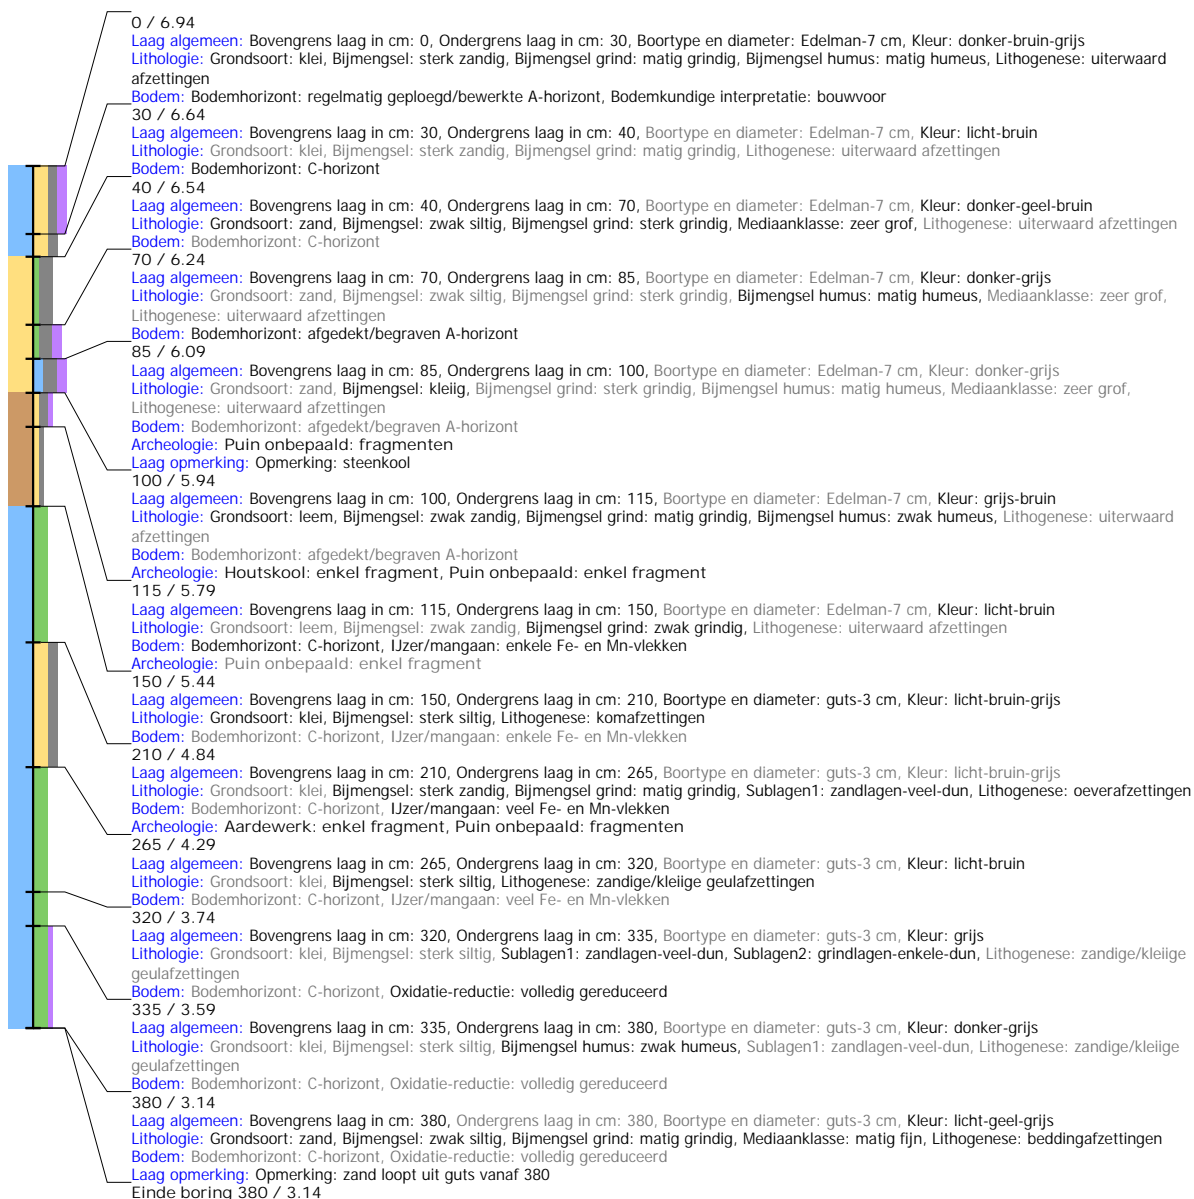 0 / 6.94
Laag algemeen: Bovengrens laag in cm: 0, Ondergrens laag in cm: 30, Boortype en diameter: Edelman-7 cm, Kleur: donker-bruin-grijs
Lithologie: Grondsoort: klei, Bijmengsel: sterk zandig, Bijmengsel grind: matig grindig, Bijmengsel humus: matig humeus, Lithogenese: uiterwaard
afzettingen
Bodem: Bodemhorizont: regelmatig geploegd/bewerkte A-horizont, Bodemkundige interpretatie: bouwvoor
30 / 6.64
Laag algemeen: Bovengrens laag in cm: 30, Ondergrens laag in cm: 40, Boortype en diameter: Edelman-7 cm, Kleur: licht-bruin
Lithologie: Grondsoort: klei, Bijmengsel: sterk zandig, Bijmengsel grind: matig grindig, Lithogenese: uiterwaard afzettingen
Bodem: Bodemhorizont: C-horizont
40 / 6.54
Laag algemeen: Bovengrens laag in cm: 40, Ondergrens laag in cm: 70, Boortype en diameter: Edelman-7 cm, Kleur: donker-geel-bruin
Lithologie: Grondsoort: zand, Bijmengsel: zwak siltig, Bijmengsel grind: sterk grindig, Mediaanklasse: zeer grof, Lithogenese: uiterwaard afzettingen
Bodem: Bodemhorizont: C-horizont
70 / 6.24
Laag algemeen: Bovengrens laag in cm: 70, Ondergrens laag in cm: 85, Boortype en diameter: Edelman-7 cm, Kleur: donker-grijs
Lithologie: Grondsoort: zand, Bijmengsel: zwak siltig, Bijmengsel grind: sterk grindig, Bijmengsel humus: matig humeus, Mediaanklasse: zeer grof,
Lithogenese: uiterwaard afzettingen
Bodem: Bodemhorizont: afgedekt/begraven A-horizont
85 / 6.09
Laag algemeen: Bovengrens laag in cm: 85, Ondergrens laag in cm: 100, Boortype en diameter: Edelman-7 cm, Kleur: donker-grijs
Lithologie: Grondsoort: zand, Bijmengsel: kleiig, Bijmengsel grind: sterk grindig, Bijmengsel humus: matig humeus, Mediaanklasse: zeer grof,
Lithogenese: uiterwaard afzettingen
Bodem: Bodemhorizont: afgedekt/begraven A-horizont
Archeologie: Puin onbepaald: fragmenten
Laag opmerking: Opmerking: steenkool
100 / 5.94
Laag algemeen: Bovengrens laag in cm: 100, Ondergrens laag in cm: 115, Boortype en diameter: Edelman-7 cm, Kleur: grijs-bruin
Lithologie: Grondsoort: leem, Bijmengsel: zwak zandig, Bijmengsel grind: matig grindig, Bijmengsel humus: zwak humeus, Lithogenese: uiterwaard
afzettingen
Bodem: Bodemhorizont: afgedekt/begraven A-horizont
Archeologie: Houtskool: enkel fragment, Puin onbepaald: enkel fragment
115 / 5.79
Laag algemeen: Bovengrens laag in cm: 115, Ondergrens laag in cm: 150, Boortype en diameter: Edelman-7 cm, Kleur: licht-bruin
Lithologie: Grondsoort: leem, Bijmengsel: zwak zandig, Bijmengsel grind: zwak grindig, Lithogenese: uiterwaard afzettingen
Bodem: Bodemhorizont: C-horizont, IJzer/mangaan: enkele Fe- en Mn-vlekken
Archeologie: Puin onbepaald: enkel fragment
150 / 5.44
Laag algemeen: Bovengrens laag in cm: 150, Ondergrens laag in cm: 210, Boortype en diameter: guts-3 cm, Kleur: licht-bruin-grijs
Lithologie: Grondsoort: klei, Bijmengsel: sterk siltig, Lithogenese: komafzettingen
Bodem: Bodemhorizont: C-horizont, IJzer/mangaan: enkele Fe- en Mn-vlekken
210 / 4.84
Laag algemeen: Bovengrens laag in cm: 210, Ondergrens laag in cm: 265, Boortype en diameter: guts-3 cm, Kleur: licht-bruin-grijs
Lithologie: Grondsoort: klei, Bijmengsel: sterk zandig, Bijmengsel grind: matig grindig, Sublagen1: zandlagen-veel-dun, Lithogenese: oeverafzettingen
Bodem: Bodemhorizont: C-horizont, IJzer/mangaan: veel Fe- en Mn-vlekken
Archeologie: Aardewerk: enkel fragment, Puin onbepaald: fragmenten
265 / 4.29
Laag algemeen: Bovengrens laag in cm: 265, Ondergrens laag in cm: 320, Boortype en diameter: guts-3 cm, Kleur: licht-bruin
Lithologie: Grondsoort: klei, Bijmengsel: sterk siltig, Lithogenese: zandige/kleiige geulafzettingen
Bodem: Bodemhorizont: C-horizont, IJzer/mangaan: veel Fe- en Mn-vlekken
320 / 3.74
Laag algemeen: Bovengrens laag in cm: 320, Ondergrens laag in cm: 335, Boortype en diameter: guts-3 cm, Kleur: grijs
Lithologie: Grondsoort: klei, Bijmengsel: sterk siltig, Sublagen1: zandlagen-veel-dun, Sublagen2: grindlagen-enkele-dun, Lithogenese: zandige/kleiige
geulafzettingen
Bodem: Bodemhorizont: C-horizont, Oxidatie-reductie: volledig gereduceerd
335 / 3.59
Laag algemeen: Bovengrens laag in cm: 335, Ondergrens laag in cm: 380, Boortype en diameter: guts-3 cm, Kleur: donker-grijs
Lithologie: Grondsoort: klei, Bijmengsel: sterk siltig, Bijmengsel humus: zwak humeus, Sublagen1: zandlagen-veel-dun, Lithogenese: zandige/kleiige
geulafzettingen
Bodem: Bodemhorizont: C-horizont, Oxidatie-reductie: volledig gereduceerd
380 / 3.14
Laag algemeen: Bovengrens laag in cm: 380, Ondergrens laag in cm: 380, Boortype en diameter: guts-3 cm, Kleur: licht-geel-grijs
Lithologie: Grondsoort: zand, Bijmengsel: zwak siltig, Bijmengsel grind: matig grindig, Mediaanklasse: matig fijn, Lithogenese: beddingafzettingen
Bodem: Bodemhorizont: C-horizont, Oxidatie-reductie: volledig gereduceerd
Laag opmerking: Opmerking: zand loopt uit guts vanaf 380
Einde boring 380 / 3.14